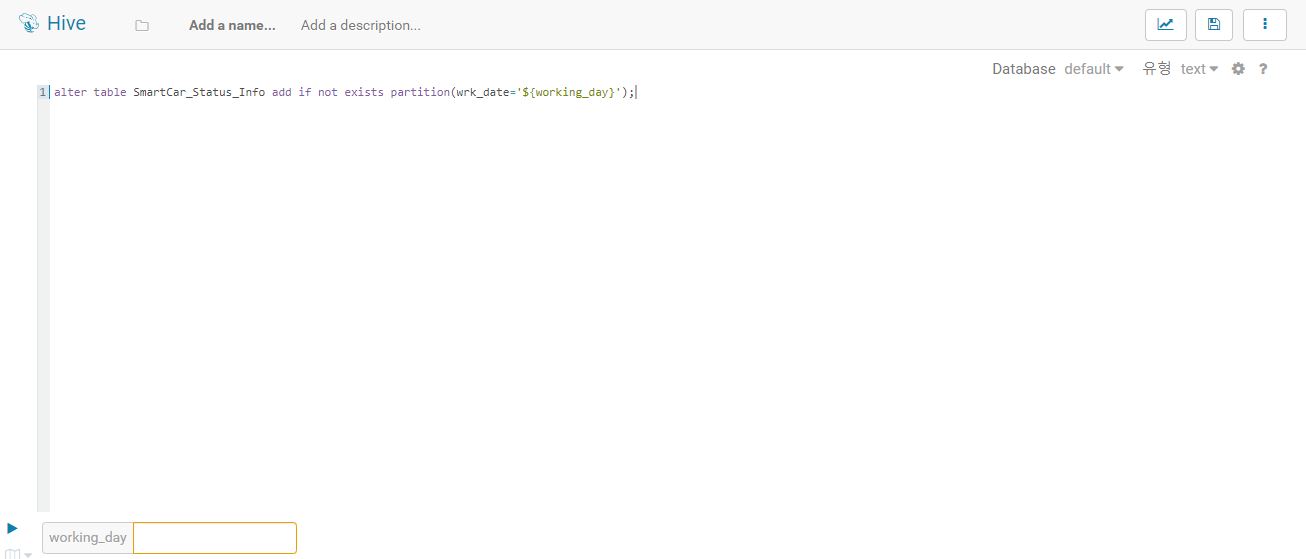 Hive Add a name... Add a description...
Database default 유형 text ?
1 alter table SmartCar_Status_Info add if not exists partition(wrk_date='${working_day}');
working_day